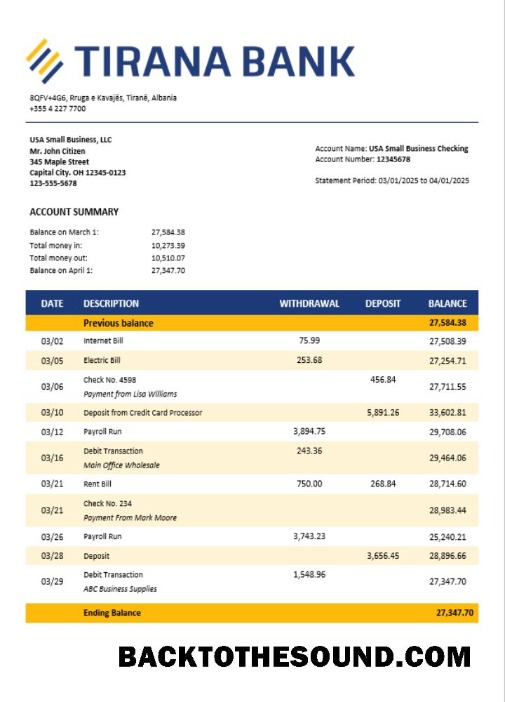 TIRANA BANK
8QFV+4G6, Rruga e Kavajës, Tiranë, Albania
+355 4 227 7700
USA Small Business, LLC
Mr. John Citizen
345 Maple Street
Capital City. OH 12345-0123
123-555-5678
Account Name: USA Small Business Checking
Account Number: 12345678
Statement Period: 03/01/2025 to 04/01/2025
ACCOUNT SUMMARY
Balance on March 1: 27,584.38
Total money in: 10,273.39
Total money out: 10,510.07
Balance on April 1: 27,347.70
DATE DESCRIPTION WITHDRAWAL DEPOSIT BALANCE
Previous balance 27,584.38
03/02 Internet Bill 75.99 27,508.39
03/05 Electric Bill 253.68 27,254.71
03/06 Check No. 4598 456.84 27,711.55
Payment from Lisa Williams
03/10 Deposit from Credit Card Processor 5,891.26 33,602.81
03/12 Payroll Run 3,894.75 29,708.06
03/16 Debit Transaction 243.36 29,464.06
Main Office Wholesale
03/21 Rent Bill 750.00 268.84 28,714.60
03/21 Check No. 234 28,983.44
Payment From Mark Moore
03/26 Payroll Run 3,743.23 25,240.21
03/28 Deposit 3,656.45 28,896.66
03/29 Debit Transaction 1,548.96 27,347.70
ABC Business Supplies
Ending Balance 27,347.70
BACKTOTHESOUND.COM